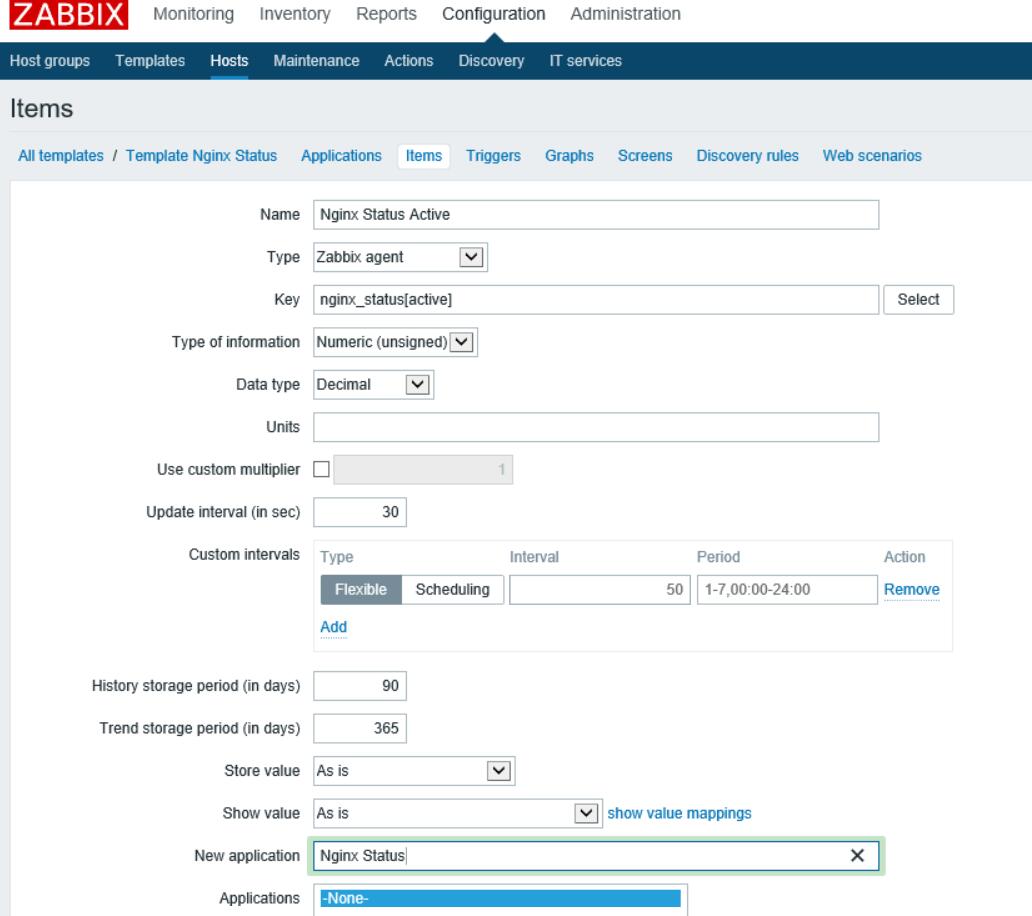 ZABBIX Monitoring Inventory Reports Configuration Administration
Host groups Templates Hosts Maintenance Actions Discovery IT services
Items
All templates / Template Nginx Status Applications Items Triggers Graphs Screens Discovery rules Web scenarios
Name Nginx Status Active
Type Zabbix agent
Key nginx_status[active] Select
Type of information Numeric (unsigned)
Data type Decimal
Units
Use custom multiplier 1
Update interval (in sec) 30
Custom intervals Type Interval Period Action
Flexible Scheduling 50 1-7,00:00-24:00 Remove
Add
History storage period (in days) 90
Trend storage period (in days) 365
Store value As is
Show value As is show value mappings
New application Nginx Status
Applications -None-